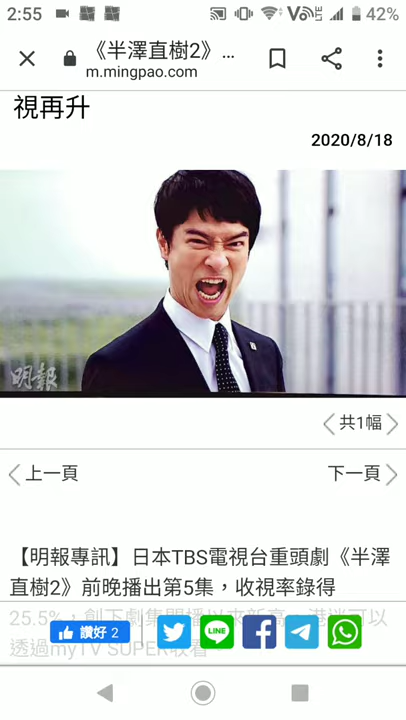 2:55
VoLTE
42%
《半澤直樹2》...
m.mingpao.com
視再升
2020/8/18
明報
共1幅
上一頁
下一頁
【明報專訊】日本TBS電視台重頭劇《半澤
直樹2》前晚播出第5集,收視率錄得
25.5%,創下劇集開播以來新高。港迷可以
透過myTV SUPER收看
讚好 2
LINE